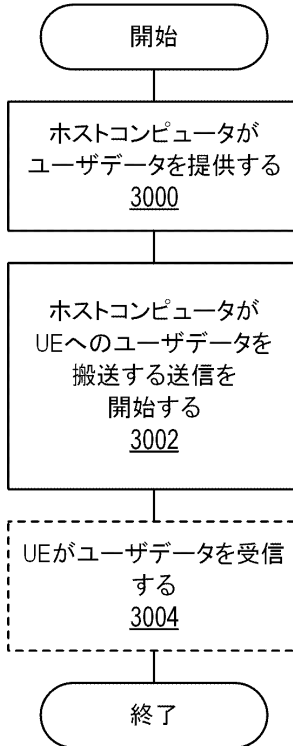 開始
ホストコンピュータが
ユーザデータを提供する
3000
ホストコンピュータが
UEへのユーザデータを
搬送する送信を
開始する
3002
UEがユーザデータを受信
する
3004
終了